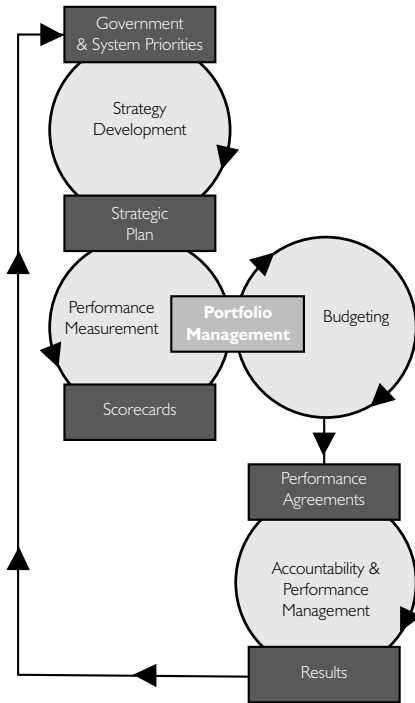 Government
& System Priorities
Strategy
Development
Strategic
Plan
Performance
Measurement
Portfolio
Management
Budgeting
Scorecards
Performance
Agreements
Accountability &
Performance
Management
Results